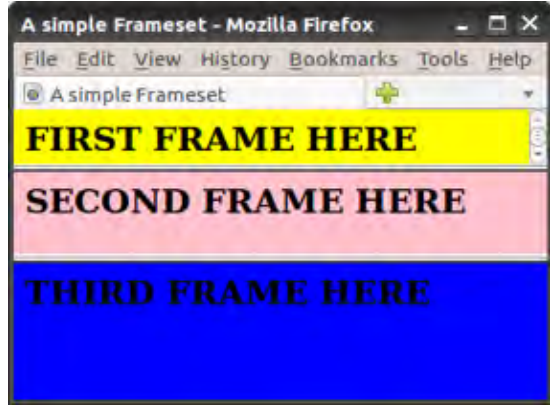 A simple Frameset - Mozilla Firefox
File Edit View History Bookmarks Tools Help
A simple Frameset
FIRST FRAME HERE
SECOND FRAME HERE
THIRD FRAME HERE